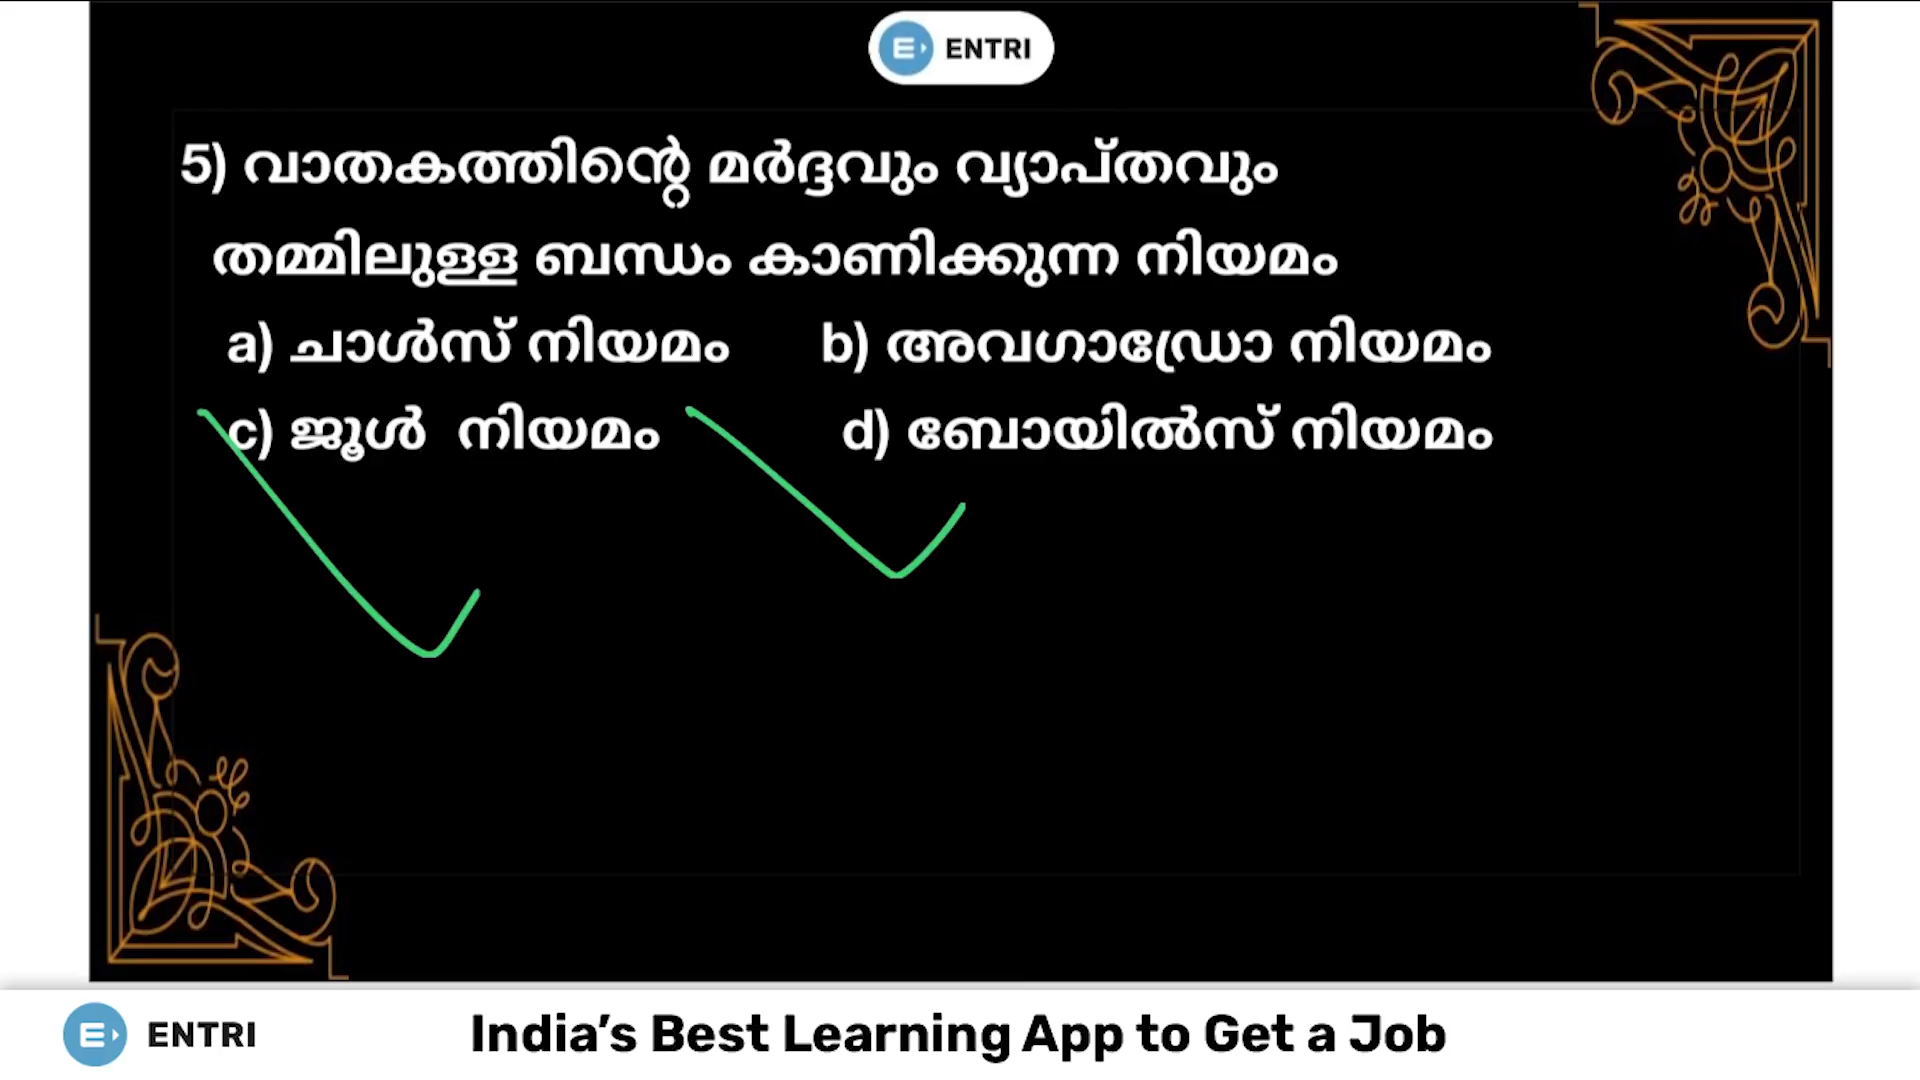 ENTRI
5) വാതകത്തിന്റെ മർദ്ദവും വ്യാപ്തവും
തമ്മിലുള്ള ബന്ധം കാണിക്കുന്ന നിയമം
a) ചാൾസ് നിയമം b) അവഗാഡ്രോ നിയമം
c) ജൂൾ നിയമം d) ബോയിൽസ് നിയമം
ENTRI India's Best Learning App to Get a Job